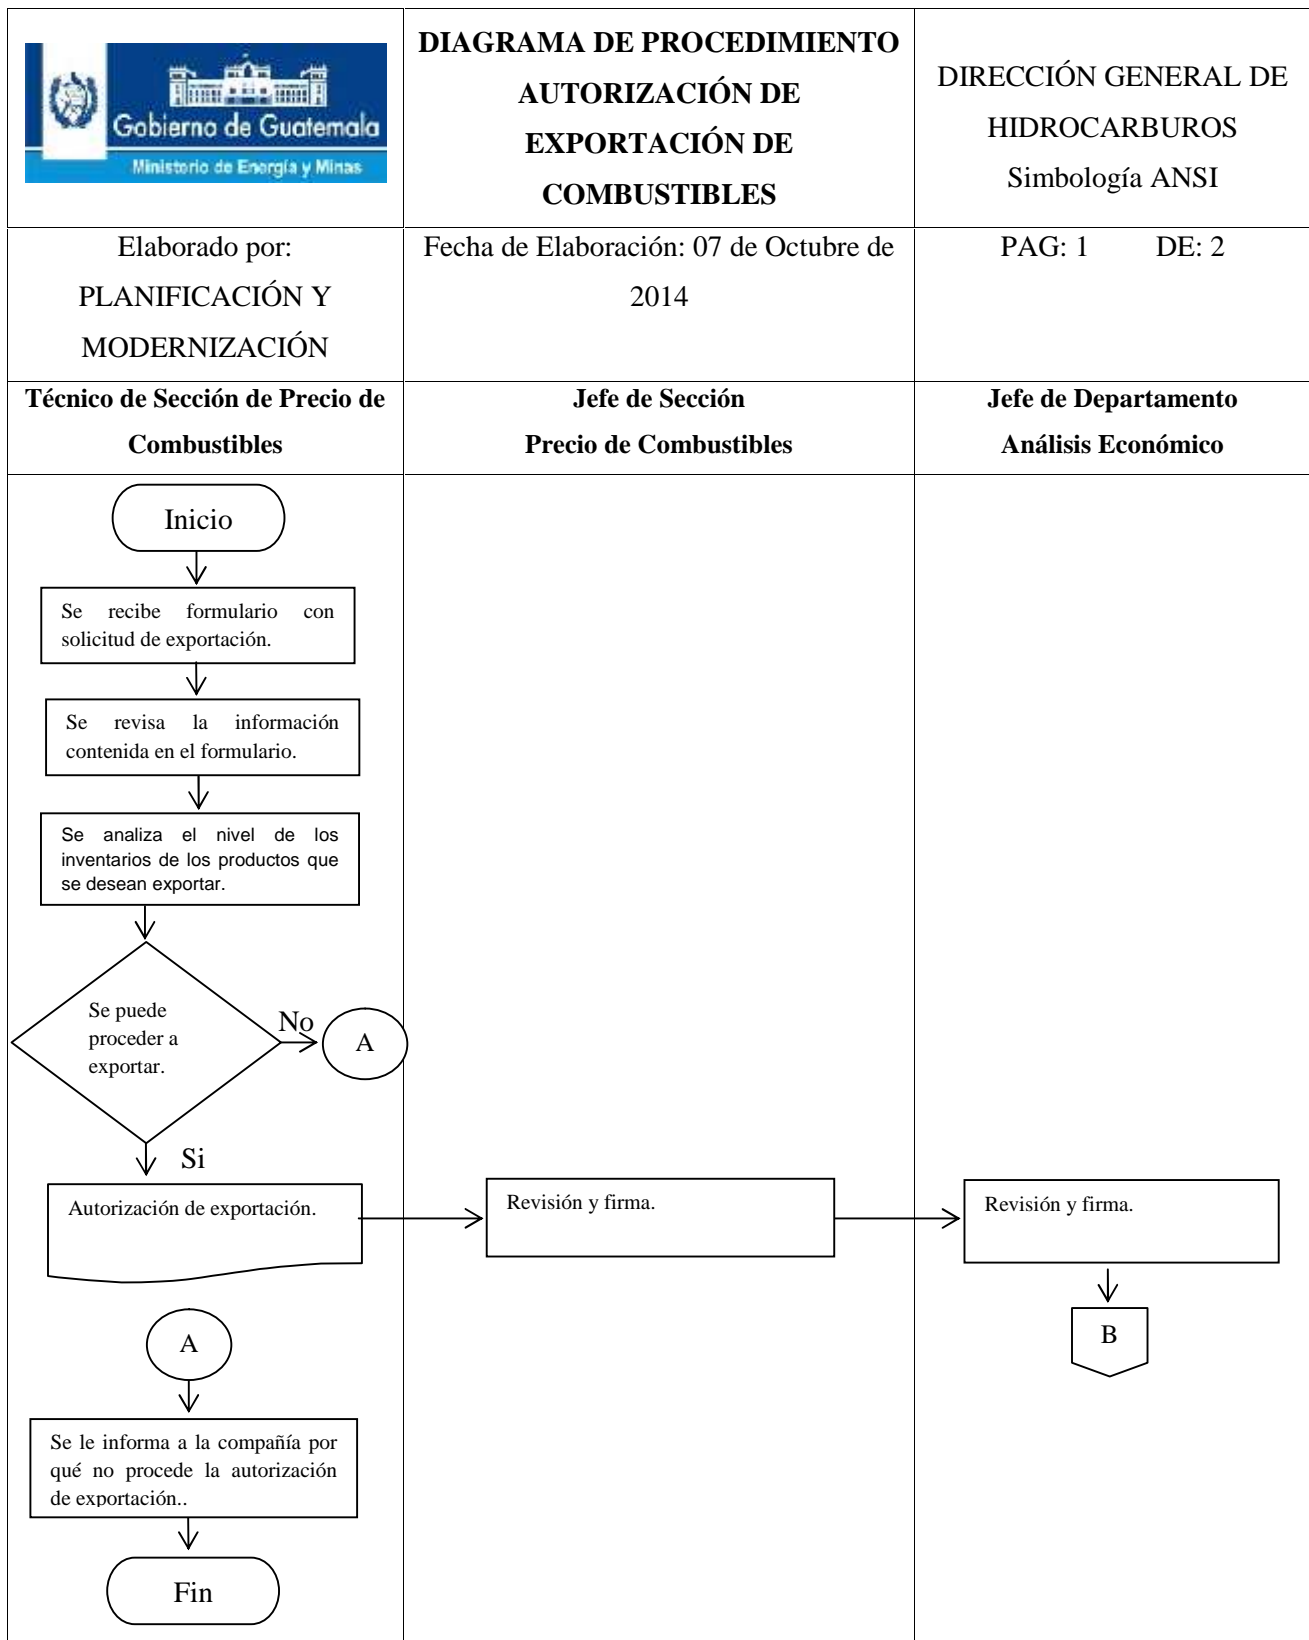 Gobierno de Guatemala
Ministerio de Energía y Minas
DIAGRAMA DE PROCEDIMIENTO
AUTORIZACIÓN DE
EXPORTACIÓN DE
COMBUSTIBLES
DIRECCIÓN GENERAL DE
HIDROCARBUROS
Simbología ANSI
Elaborado por:
PLANIFICACIÓN Y
MODERNIZACIÓN
Fecha de Elaboración: 07 de Octubre de
2014
PAG: 1 DE: 2
Técnico de Sección de Precio de
Combustibles
Jefe de Sección
Precio de Combustibles
Jefe de Departamento
Análisis Económico
Inicio
Se recibe formulario con
solicitud de exportación.
Se revisa la información
contenida en el formulario.
Se analiza el nivel de los
inventarios de los productos que
se desean exportar.
Se puede
proceder a
exportar.
No
A
Si
Autorización de exportación.
Revisión y firma.
Revisión y firma.
B
A
Se le informa a la compañía por
qué no procede la autorización
de exportación..
Fin